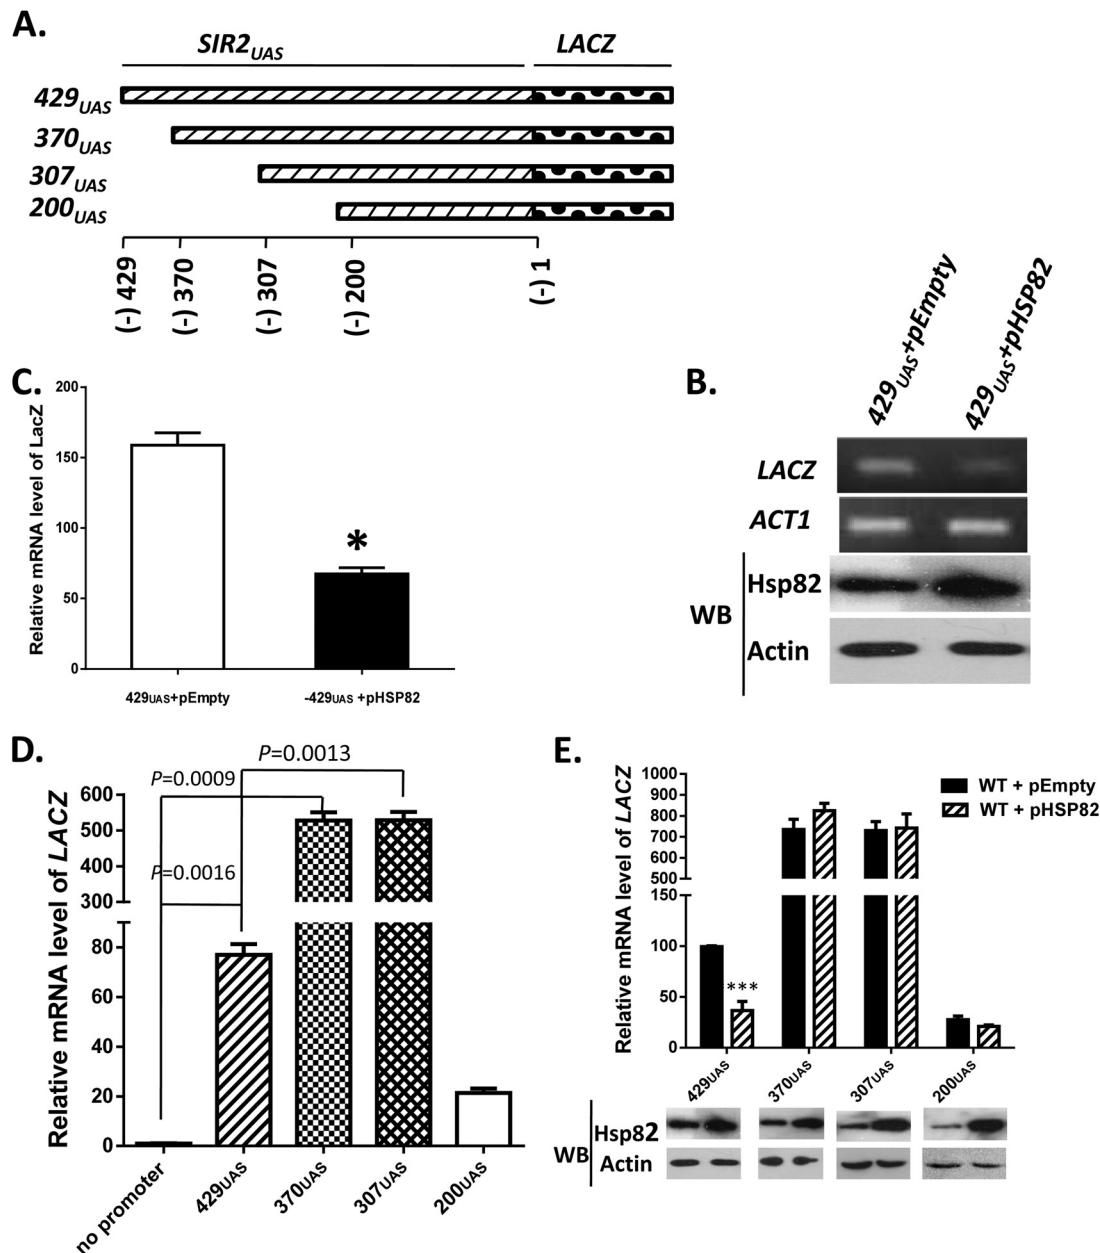 A.
SIR2UAS LACZ
429UAS
370UAS
307UAS
200UAS
(-) 429
(-) 370
(-) 307
(-) 200
(-) 1
B.
429UAS+pEmpty
429UAS+pHSP82
LACZ
ACT1
WB
Hsp82
Actin
C.
Relative mRNA level of LacZ
200
150
100
50
0
429UAS+pEmpty
-429UAS +pHSP82
*
D.
P=0.0013
P=0.0009
P=0.0016
Relative mRNA level of LACZ
600
500
400
300
80
60
40
20
0
no promoter
429UAS
370UAS
307UAS
200UAS
E.
WT + pEmpty
WT + pHSP82
Relative mRNA level of LACZ
1000
900
800
700
600
500
150
100
50
0
***
429UAS
370UAS
307UAS
200UAS
WB
Hsp82
Actin